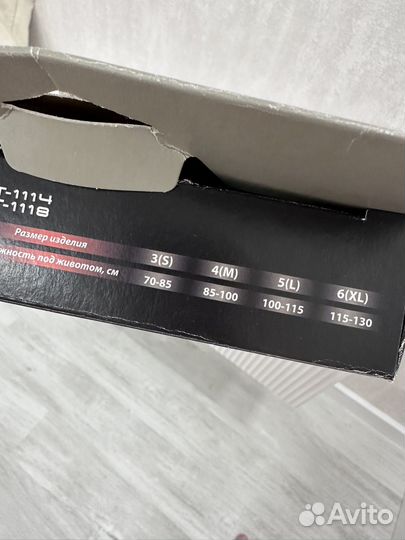 T-1114
T-1118
Размер изделия 3(S) 4(M) 5(L) 6(XL)
жность под животом, см 70-85 85-100 100-115 115-130
Avito